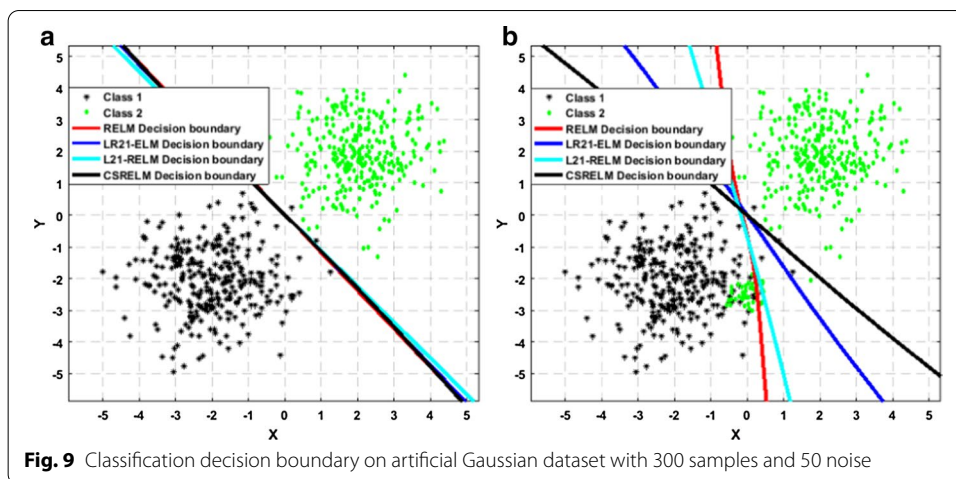 a
b
5
4
3
2
1
0
-1
-2
-3
-4
-5
Y
Class 1
Class 2
RELM Decision boundary
LR21-ELM Decision boundary
L21-RELM Decision boundary
CSRELM Decision boundary
-5 -4 -3 -2 -1 0 1 2 3 4 5
X
5
4
3
2
1
0
-1
-2
-3
-4
-5
Y
Class 1
Class 2
RELM Decision boundary
LR21-ELM Decision boundary
L21-RELM Decision boundary
CSRELM Decision boundary
-5 -4 -3 -2 -1 0 1 2 3 4 5
X
Fig. 9 Classification decision boundary on artificial Gaussian dataset with 300 samples and 50 noise